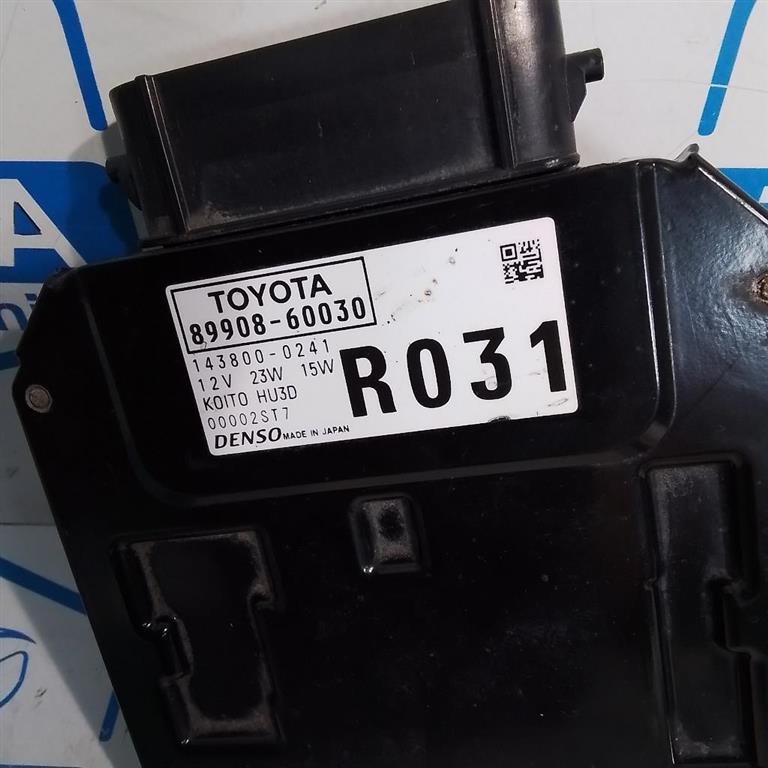 TOYOTA
89908-60030
143800-0241
12V 23W 15W
KOITO HU3D
00002ST7
DENSO MADE IN JAPAN
R031